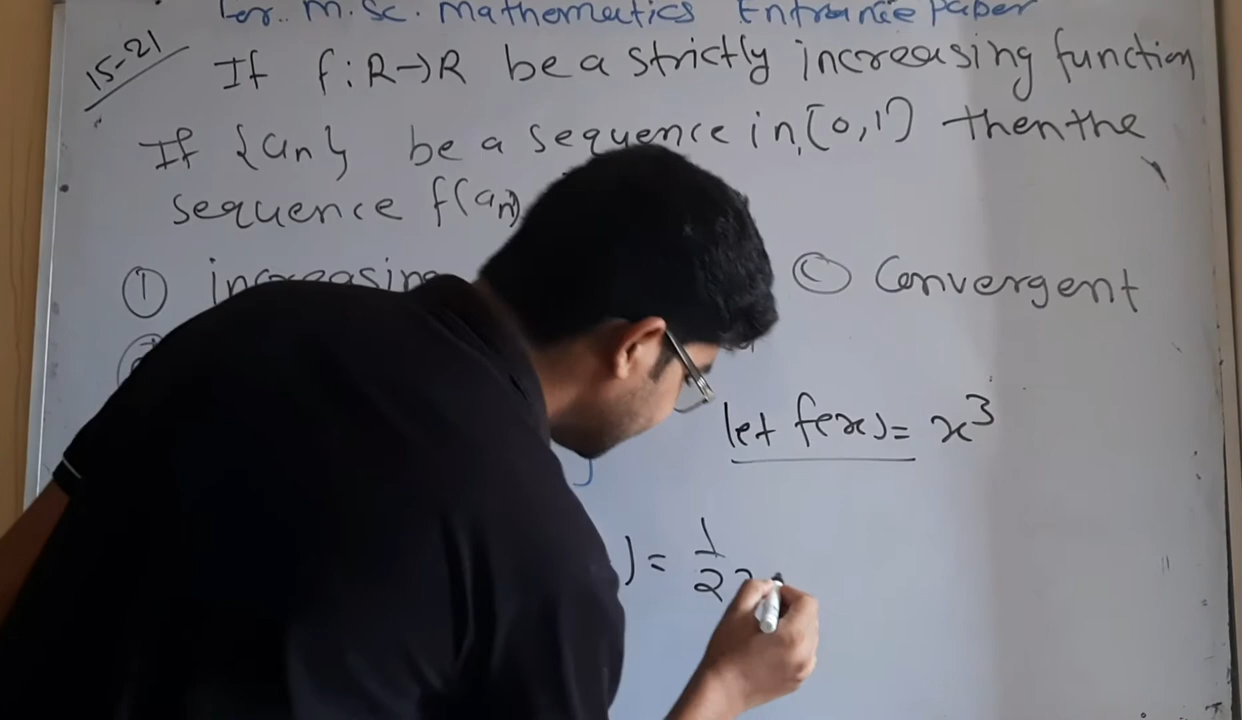 for M.Sc. Mathematics Entrance Paper
15-21
If f:R→R be a strictly increasing function
If {an} be a sequence in [0,1] then the
sequence f(an)
① increasing
Ⓒ Convergent
let f(x)= x³
)= 1/2